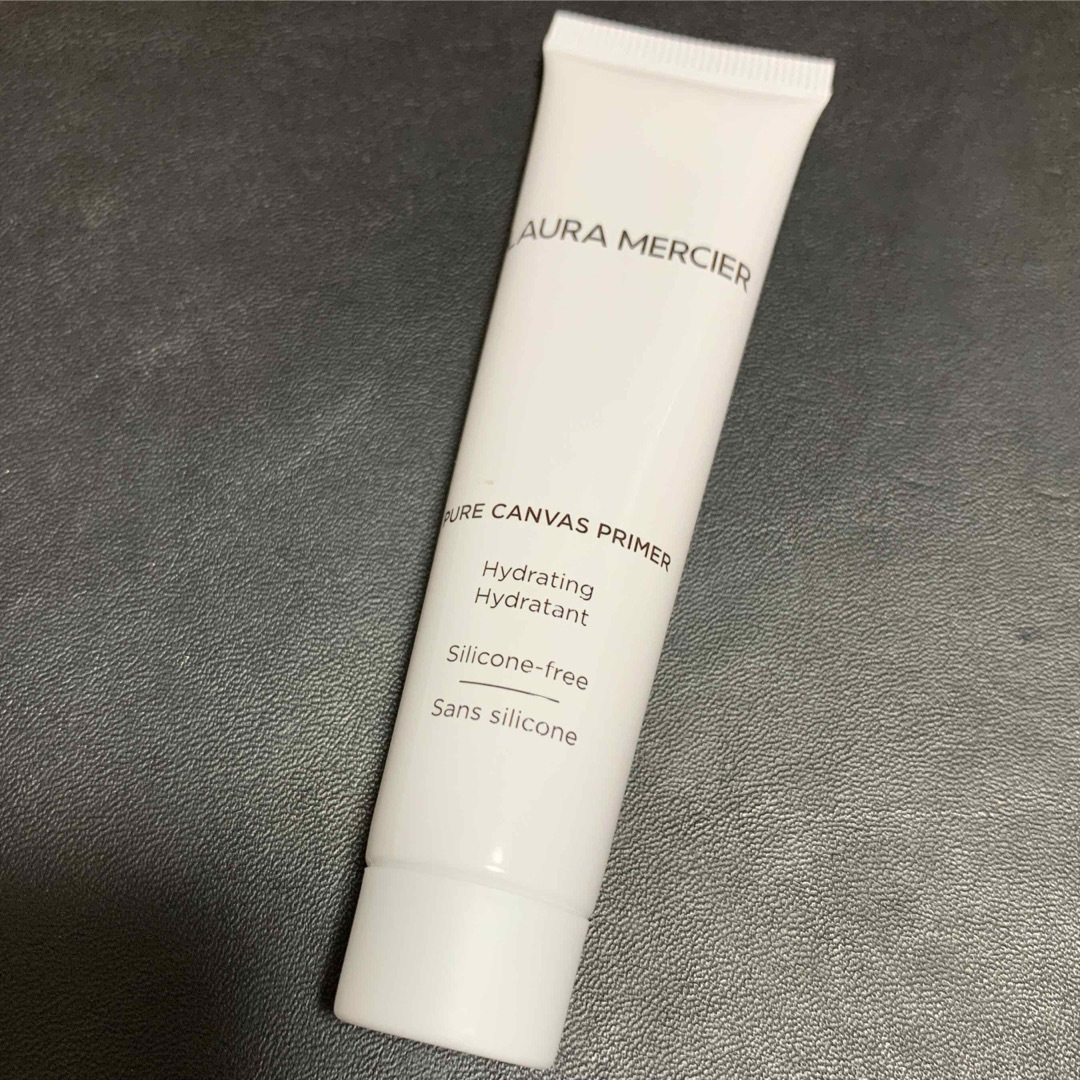 LAURA MERCIER
PURE CANVAS PRIMER
Hydrating
Hydratant
Silicone-free
Sans silicone